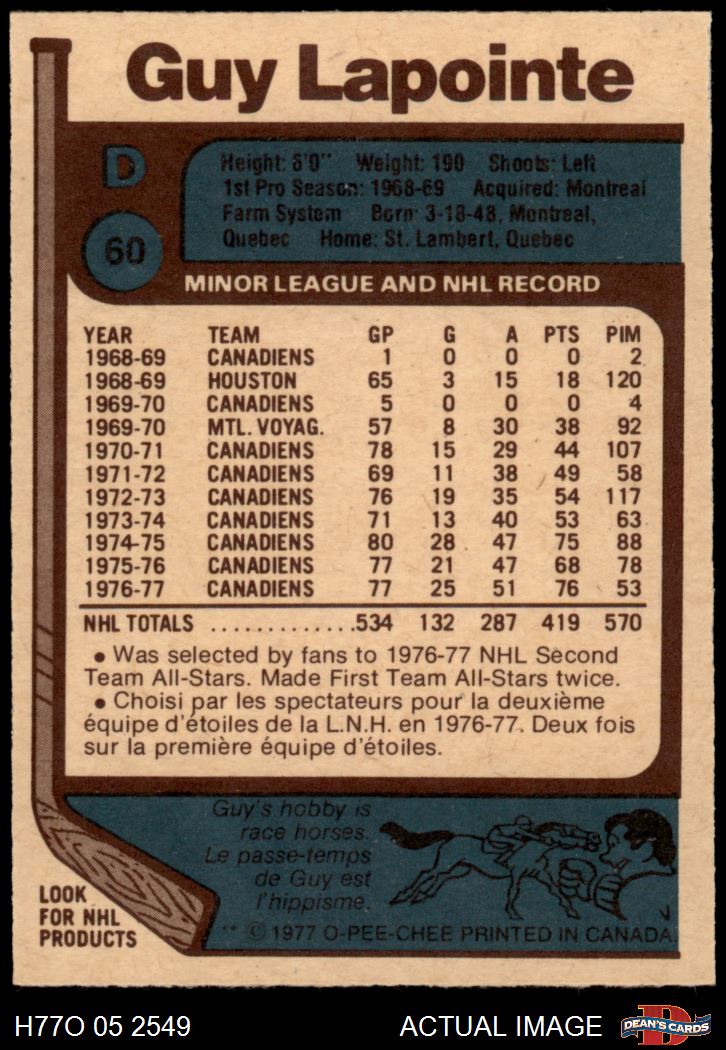 Guy Lapointe
D
60
Height: 6'0" Weight: 190 Shoots: Left
1st Pro Season: 1968-69 Acquired: Montreal
Farm System Born: 3-18-48, Montreal,
Quebec Home: St. Lambert, Quebec
MINOR LEAGUE AND NHL RECORD
YEAR TEAM GP G A PTS PIM
1968-69 CANADIENS 1 0 0 0 2
1968-69 HOUSTON 65 3 15 18 120
1969-70 CANADIENS 5 0 0 0 4
1969-70 MTL. VOYAG. 57 8 30 38 92
1970-71 CANADIENS 78 15 29 44 107
1971-72 CANADIENS 69 11 38 49 58
1972-73 CANADIENS 76 19 35 54 117
1973-74 CANADIENS 71 13 40 53 63
1974-75 CANADIENS 80 28 47 75 88
1975-76 CANADIENS 77 21 47 68 78
1976-77 CANADIENS 77 25 51 76 53
NHL TOTALS .............534 132 287 419 570
• Was selected by fans to 1976-77 NHL Second
Team All-Stars. Made First Team All-Stars twice.
• Choisi par les spectateurs pour la deuxième
équipe d'étoiles de la L.N.H. en 1976-77. Deux fois
sur la première équipe d'étoiles.
Guy's hobby is
race horses.
Le passe-temps
de Guy est
l'hippisme.
LOOK
FOR NHL
PRODUCTS
** © 1977 O-PEE-CHEE PRINTED IN CANADA.
H77O 05 2549 ACTUAL IMAGE D DEAN'S CARDS